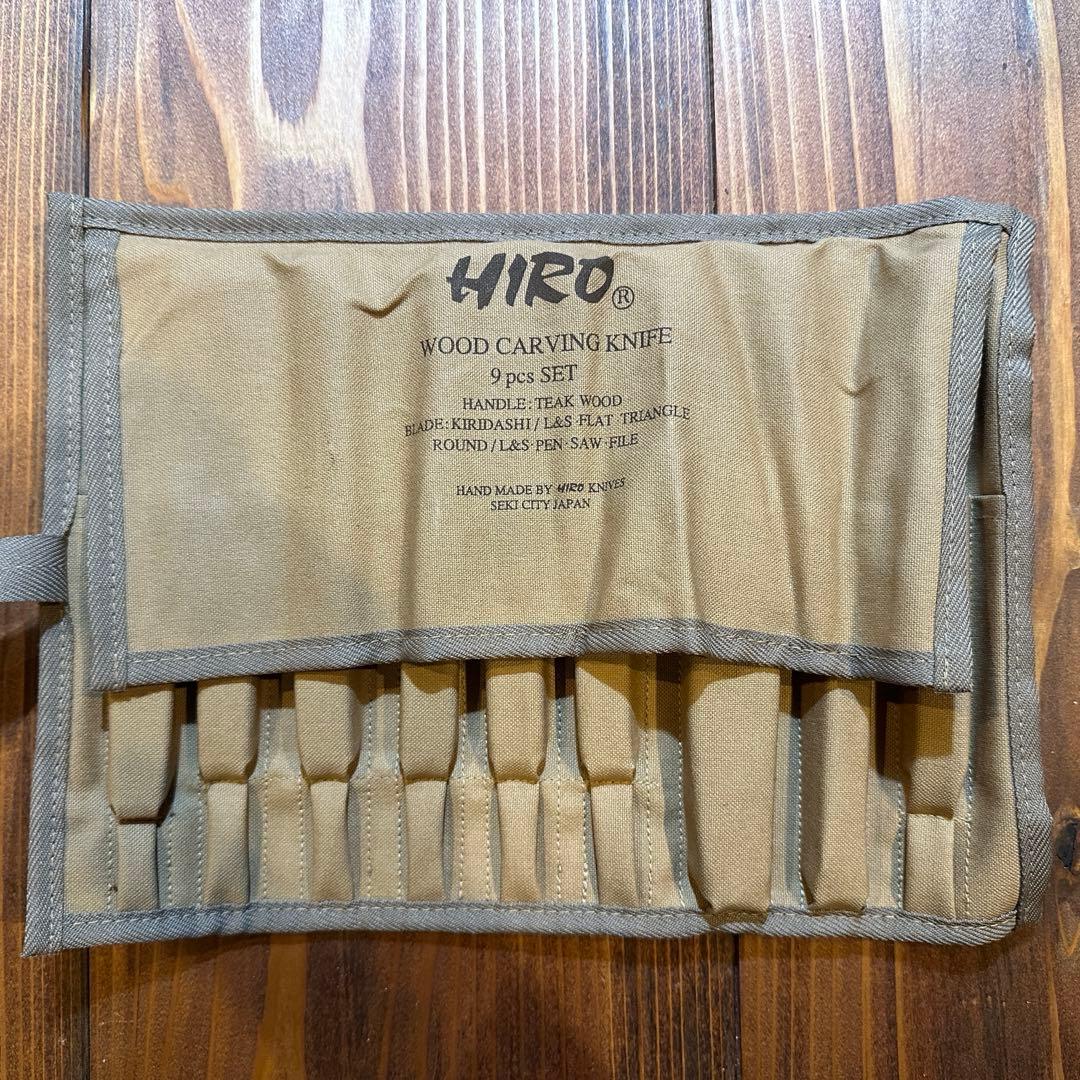 HIRO®
WOOD CARVING KNIFE
9 pcs SET
HANDLE: TEAK WOOD
BLADE: KIRIDASHI / L&S·FLAT TRIANGLE
ROUND / L&S·PEN·SAW·FILE
HAND MADE BY HIRO KNIVES
SEKI CITY JAPAN